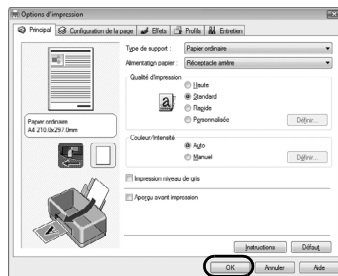 Options d'impression
Principal Configuration de la page Effets Profils Entretien
Type de support : Papier ordinaire
Alimentation papier : Réceptacle arrière
Qualité d'impression
Haute
Standard
Rapide
Personnalisée Définir...
Papier ordinaire
A4 210.0x297.0mm
Couleur/Intensité
Auto
Manuel Définir...
Impression niveau de gris
Aperçu avant impression
Instructions Défaut
OK Annuler Aide